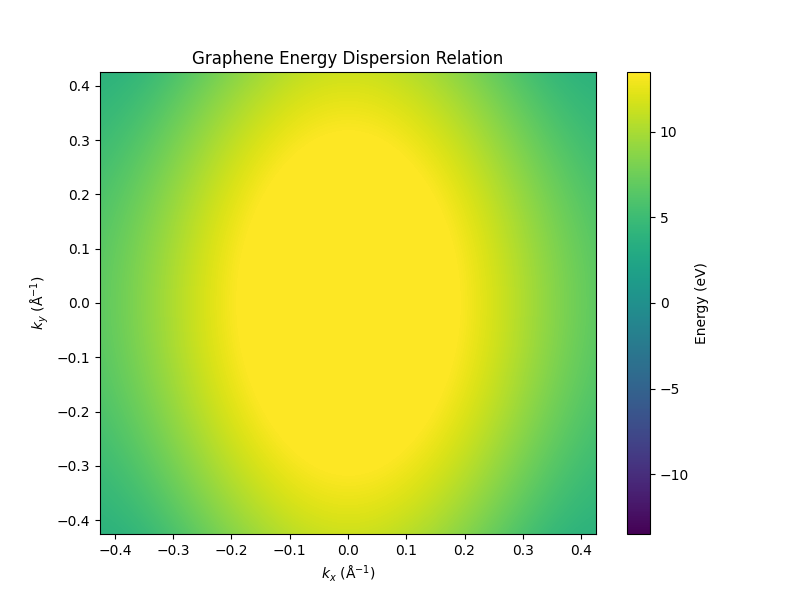 Graphene Energy Dispersion Relation
0.4
0.3
0.2
0.1
0.0
−0.1
−0.2
−0.3
−0.4
k_y (Å⁻¹)
−0.4 −0.3 −0.2 −0.1 0.0 0.1 0.2 0.3 0.4
k_x (Å⁻¹)
10
5
0
−5
−10
Energy (eV)